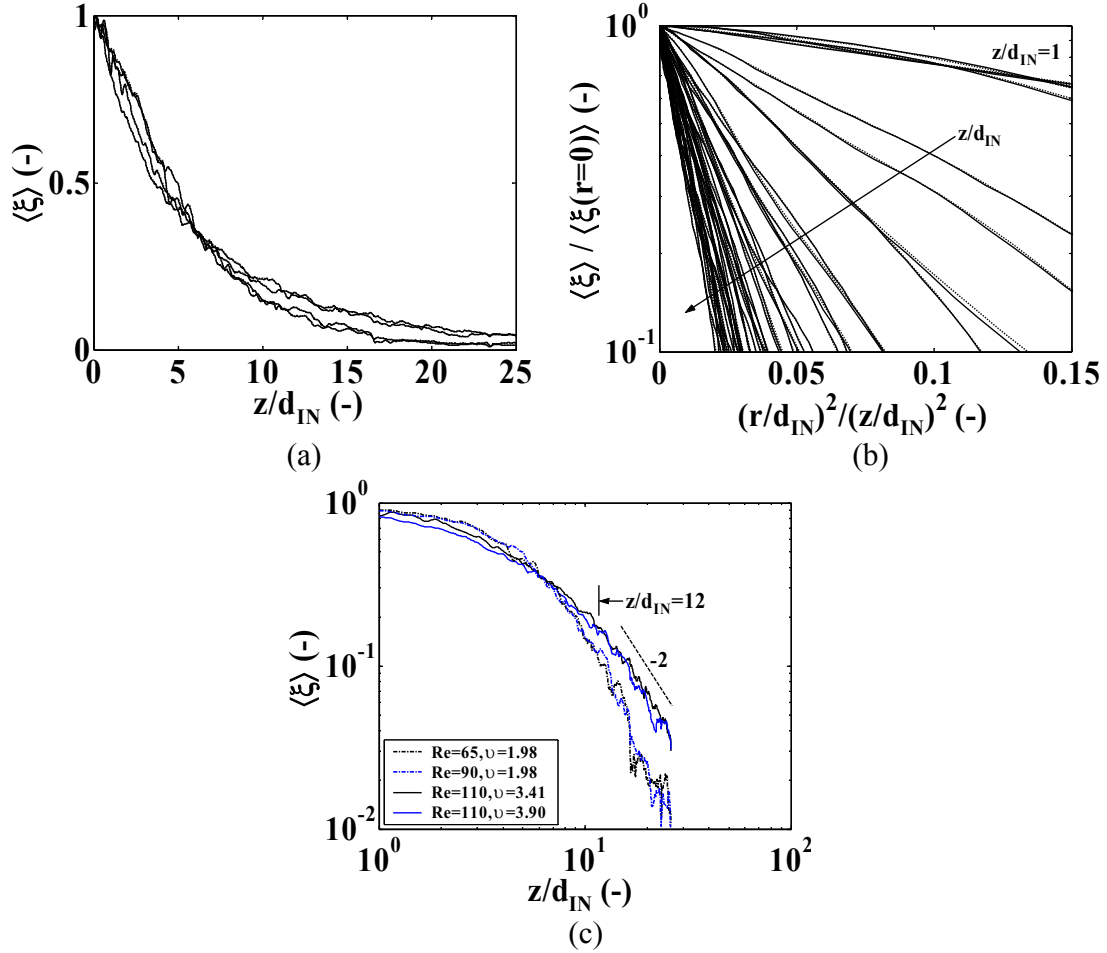 1
0.5
0
⟨ξ⟩ (-)
0 5 10 15 20 25
z/d_IN (-)
(a)
10^0
10^-1
⟨ξ⟩ / ⟨ξ(r=0)⟩ (-)
z/d_IN=1
z/d_IN
0 0.05 0.1 0.15
(r/d_IN)^2/(z/d_IN)^2 (-)
(b)
10^0
10^-1
10^-2
⟨ξ⟩ (-)
z/d_IN=12
-2
Re=65,υ=1.98
Re=90,υ=1.98
Re=110,υ=3.41
Re=110,υ=3.90
10^0 10^1 10^2
z/d_IN (-)
(c)